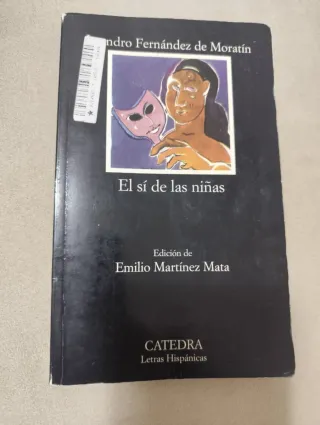 ndro Fernández de Moratín
El sí de las niñas
Edición de
Emilio Martínez Mata
CATEDRA
Letras Hispánicas